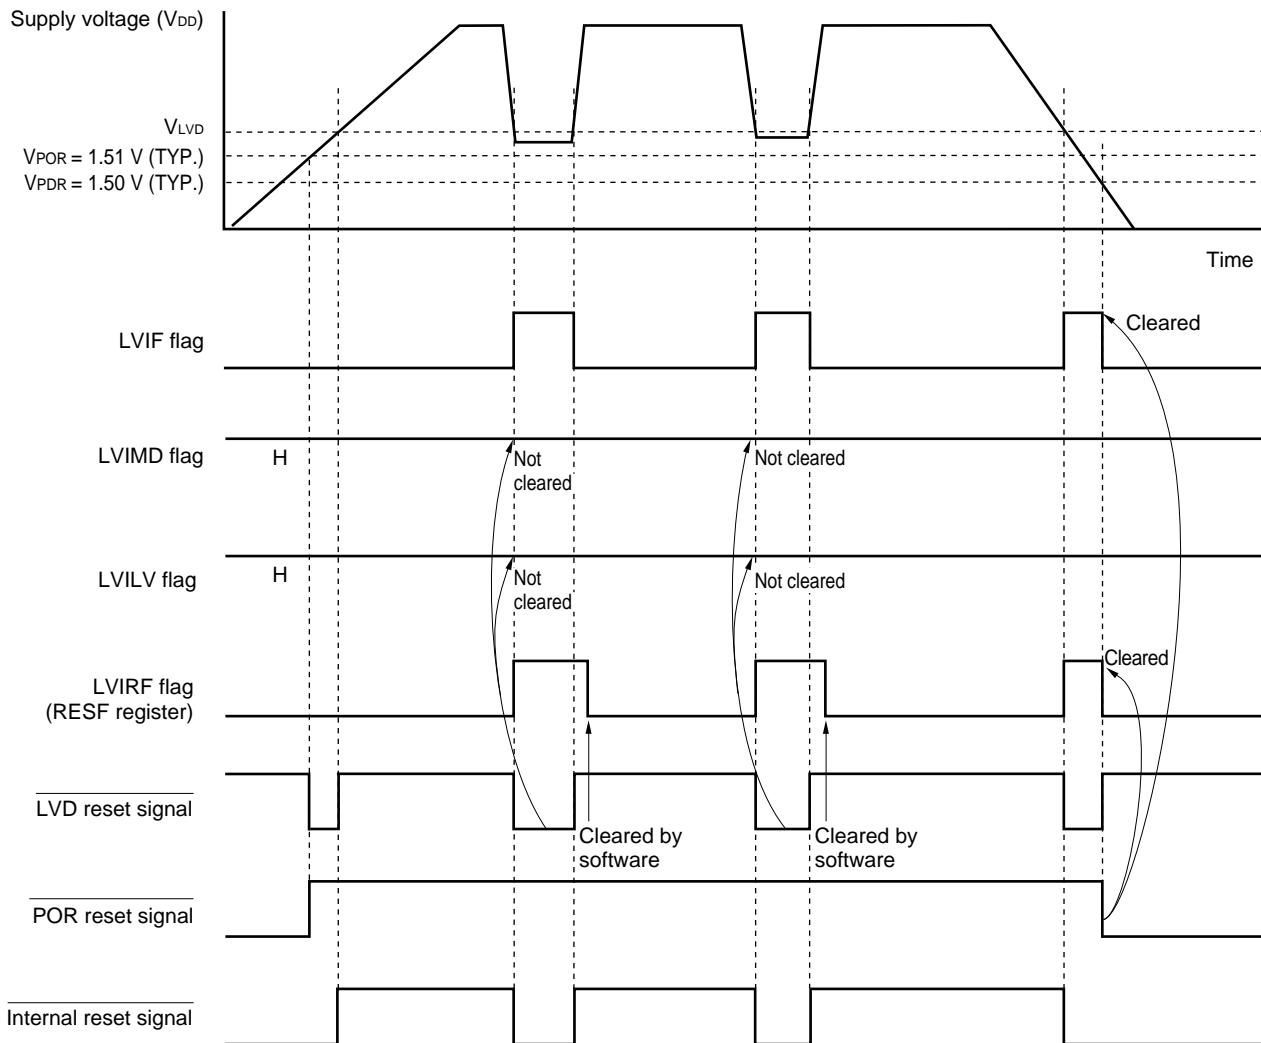 Supply voltage (VDD)
VLVD
VPOR = 1.51 V (TYP.)
VPDR = 1.50 V (TYP.)
Time
LVIF flag
Cleared
LVIMD flag
H
Not
cleared
Not cleared
LVILV flag
H
Not
cleared
Not cleared
LVIRF flag
(RESF register)
Cleared
LVD reset signal
Cleared by
software
Cleared by
software
POR reset signal
Internal reset signal